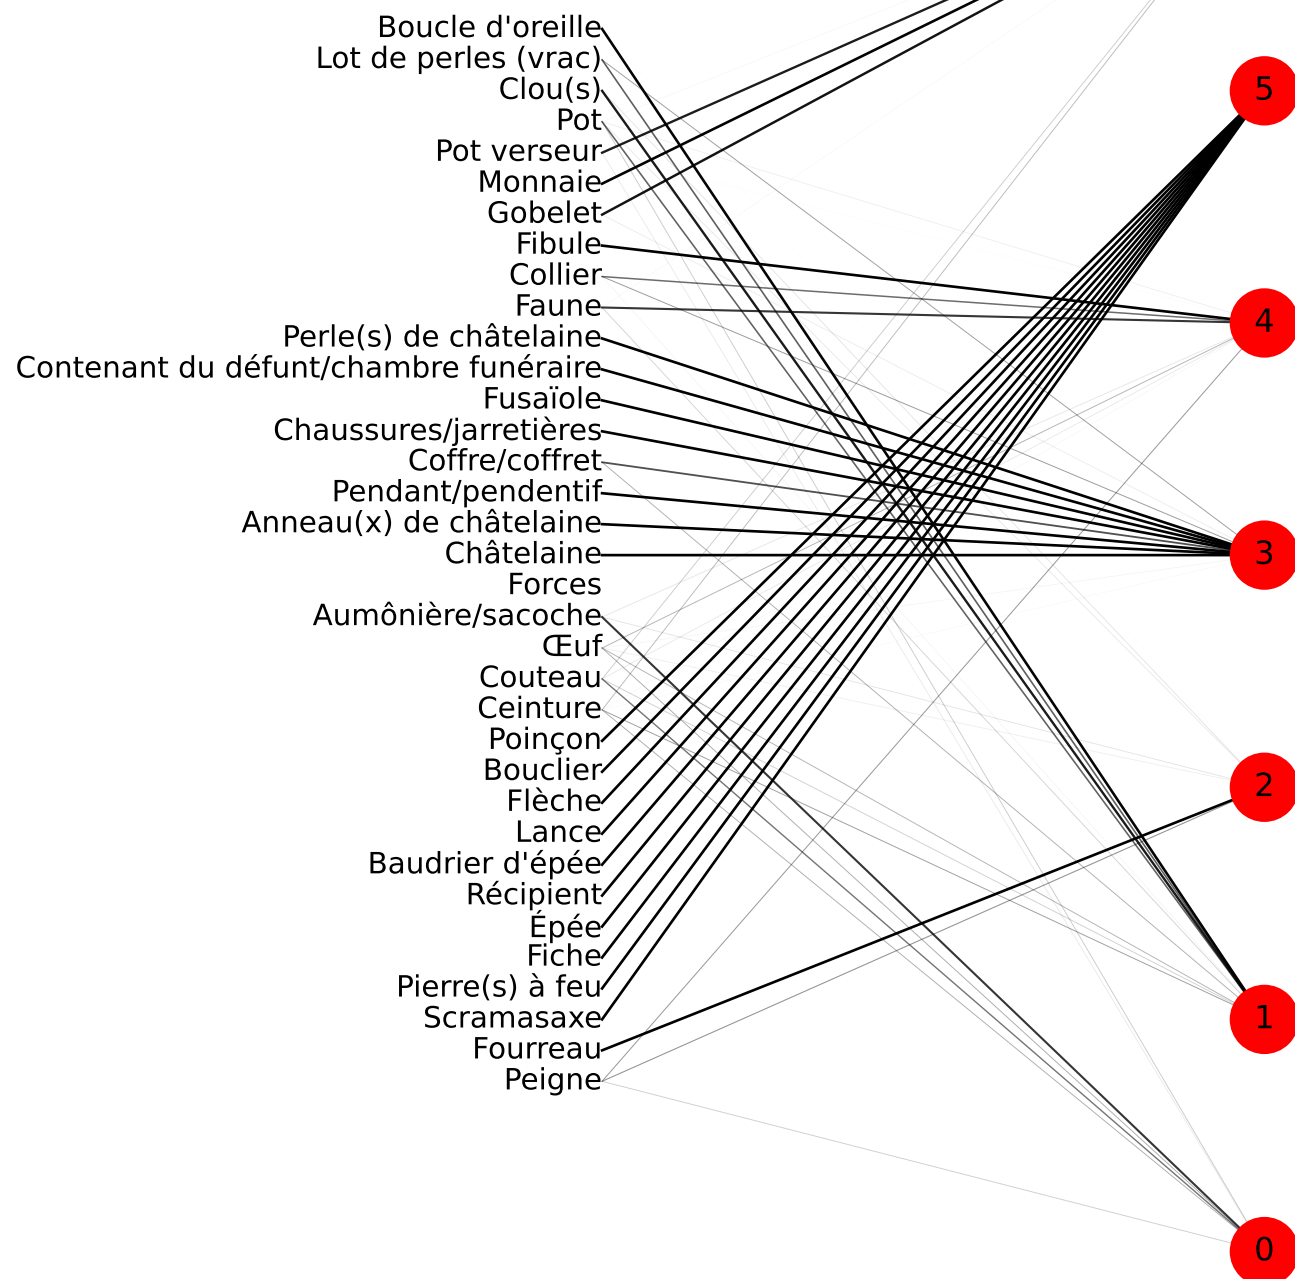 Boucle d'oreille
Lot de perles (vrac)
Clou(s)
Pot
Pot verseur
Monnaie
Gobelet
Fibule
Collier
Faune
Perle(s) de châtelaine
Contenant du défunt/chambre funéraire
Fusaïole
Chaussures/jarretières
Coffre/coffret
Pendant/pendentif
Anneau(x) de châtelaine
Châtelaine
Forces
Aumônière/sacoche
Œuf
Couteau
Ceinture
Poinçon
Bouclier
Flèche
Lance
Baudrier d'épée
Récipient
Épée
Fiche
Pierre(s) à feu
Scramasaxe
Fourreau
Peigne
5
4
3
2
1
0